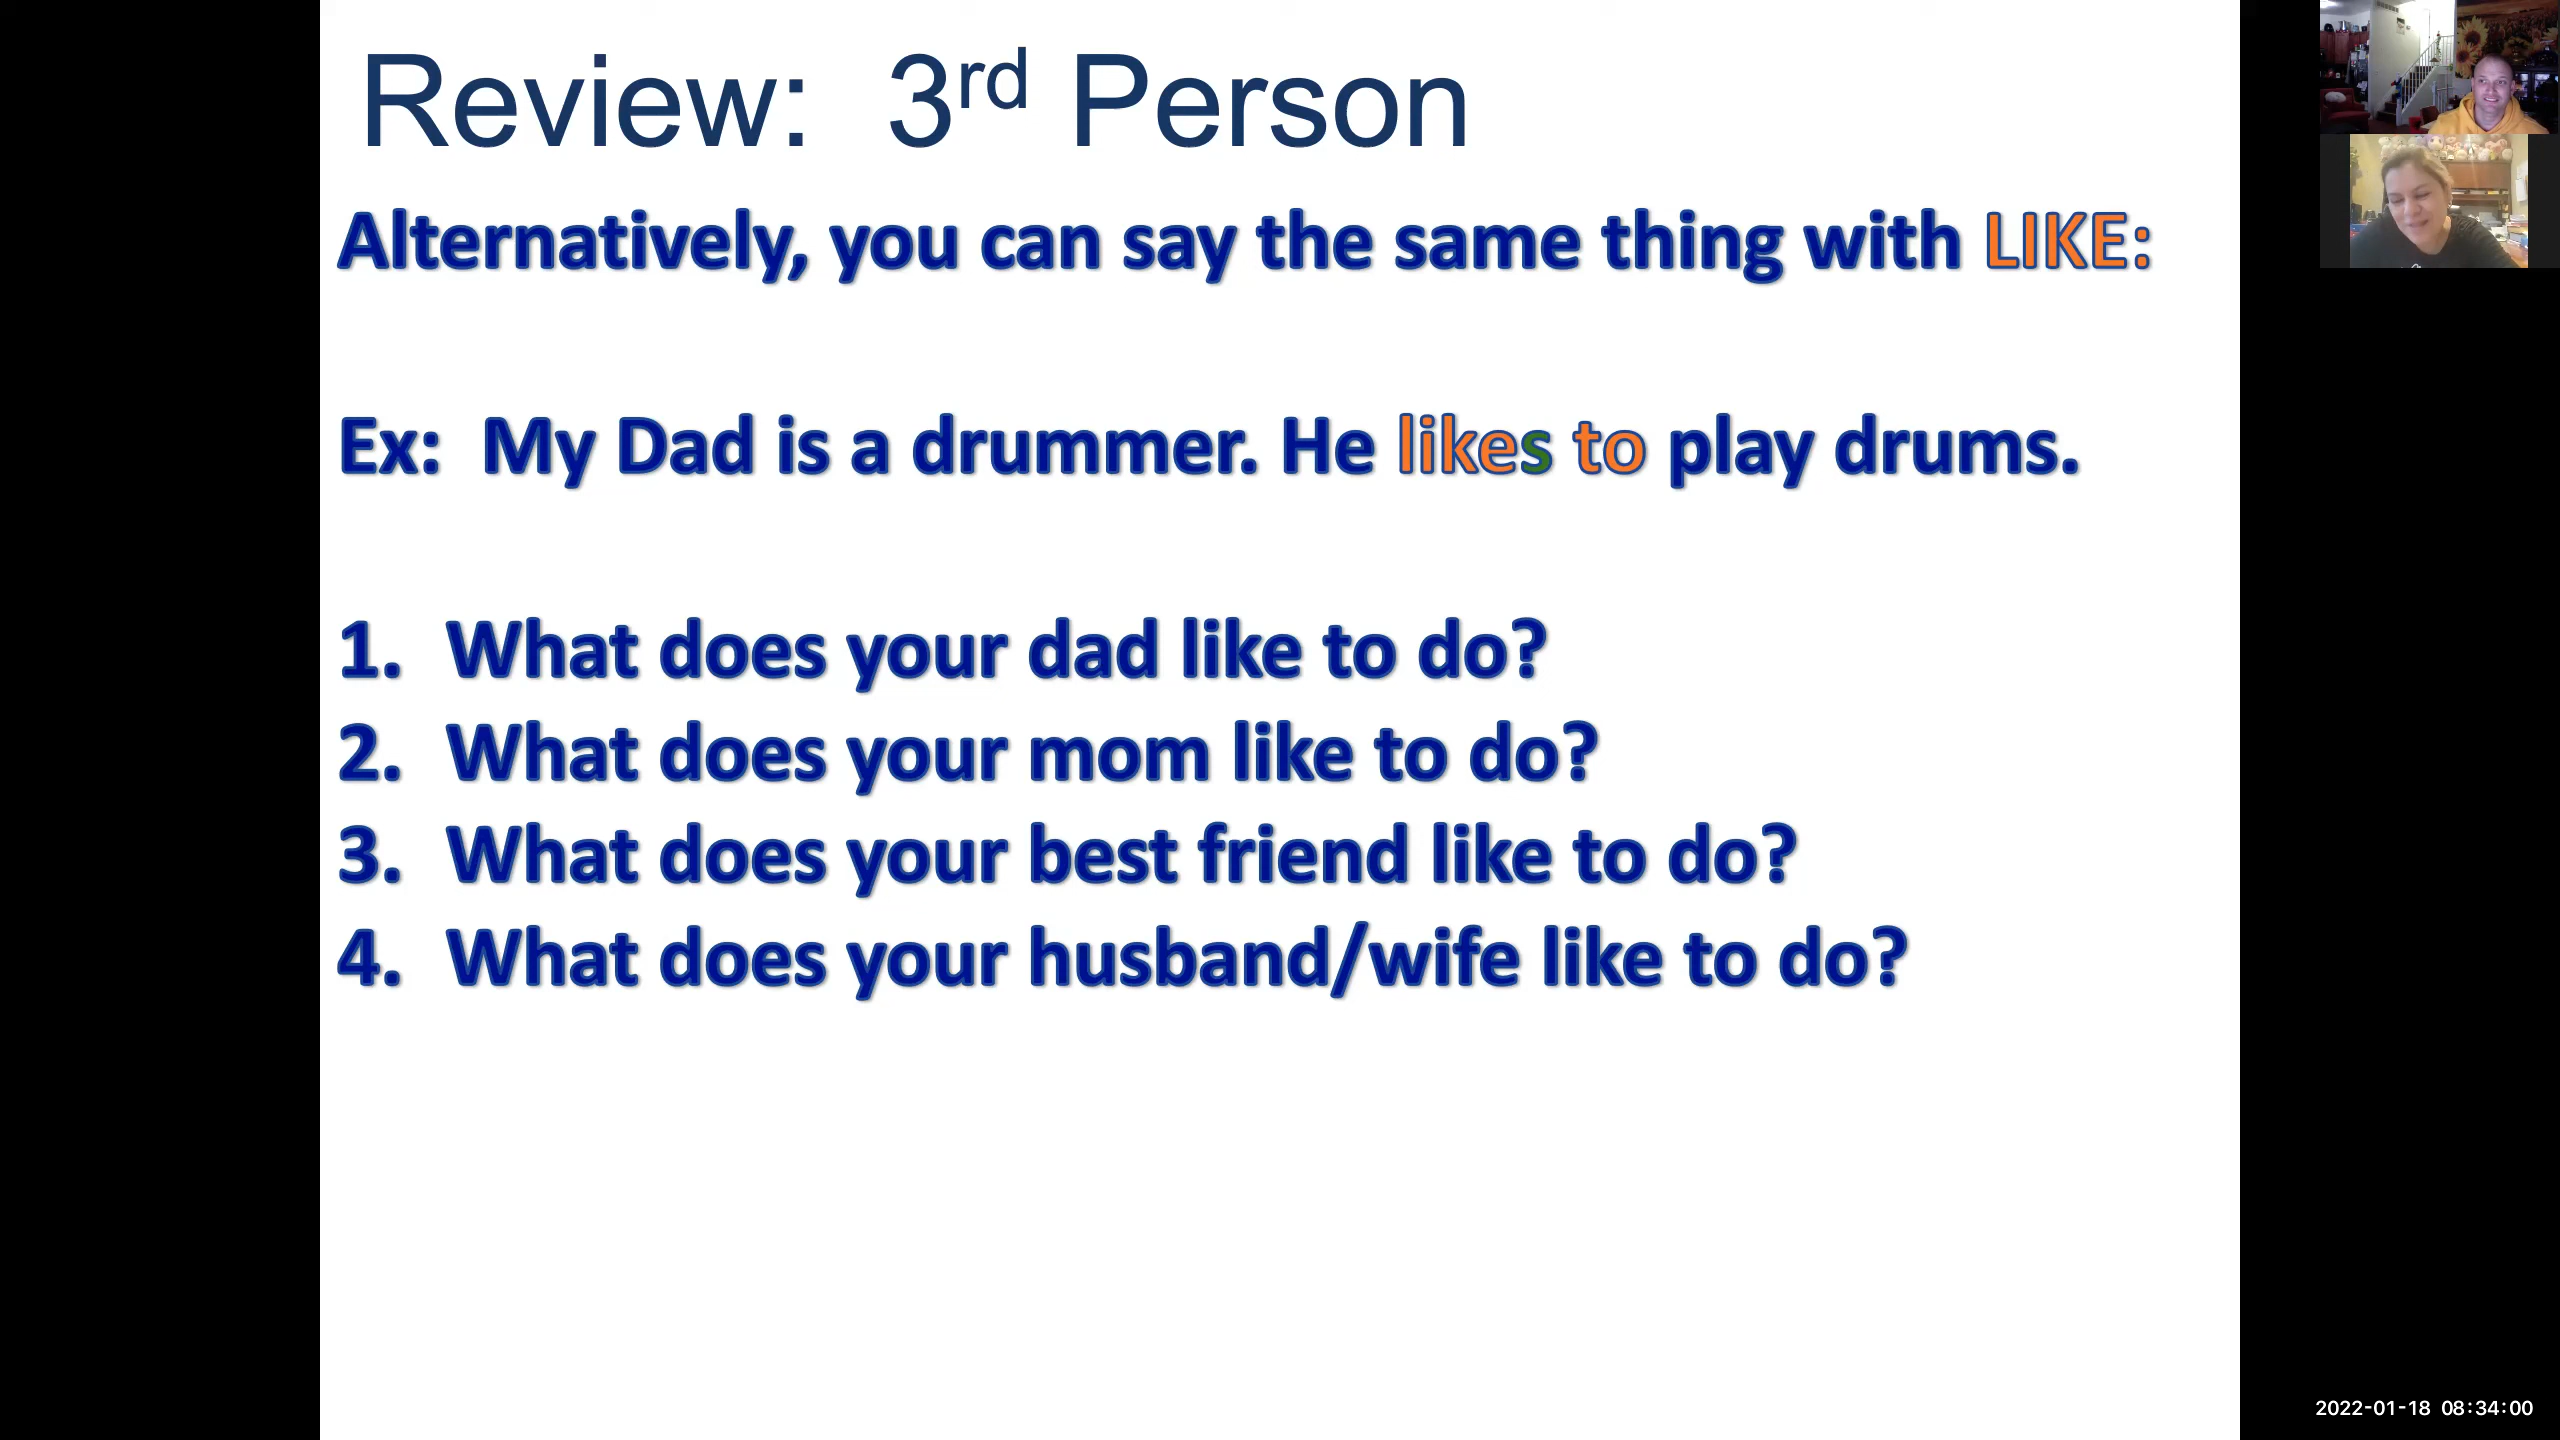 Review: 3rd Person
Alternatively, you can say the same thing with LIKE:
Ex: My Dad is a drummer. He likes to play drums.
1. What does your dad like to do?
2. What does your mom like to do?
3. What does your best friend like to do?
4. What does your husband/wife like to do?
2022-01-18 08:34:00